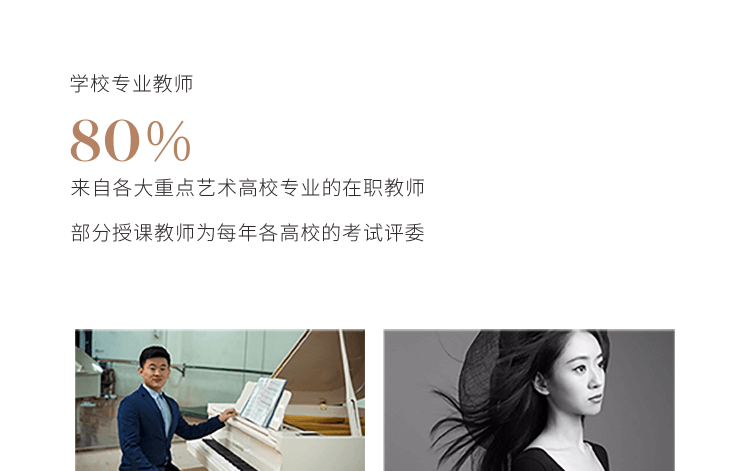 学校专业教师
80%
来自各大重点艺术高校专业的在职教师
部分授课教师为每年各高校的考试评委